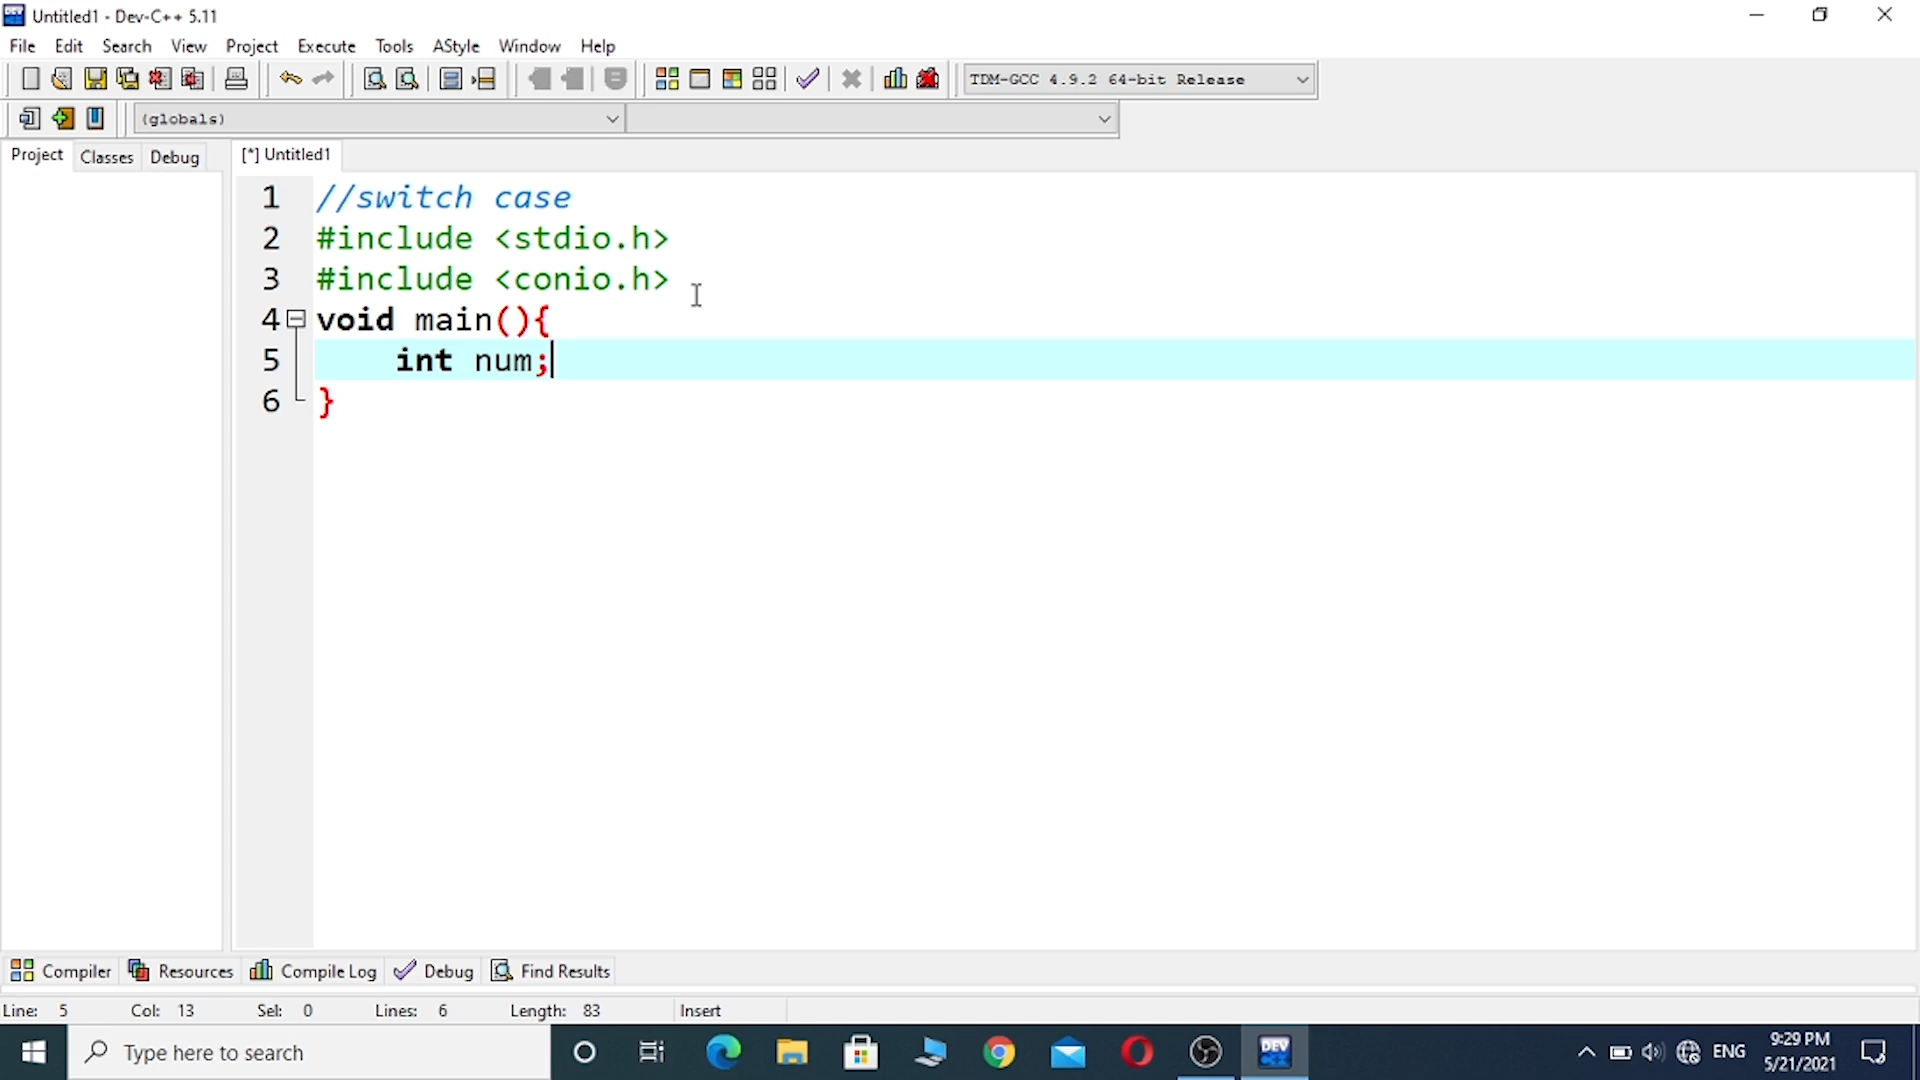 Untitled1 - Dev-C++ 5.11
File Edit Search View Project Execute Tools AStyle Window Help
TDM-GCC 4.9.2 64-bit Release
(globals)
Project Classes Debug [*] Untitled1
1 //switch case
2 #include <stdio.h>
3 #include <conio.h>
4 void main(){
5 int num;
6 }
Compiler Resources Compile Log Debug Find Results
Line: 5 Col: 13 Sel: 0 Lines: 6 Length: 83 Insert
Type here to search
DEV
ENG
9:29 PM
5/21/2021